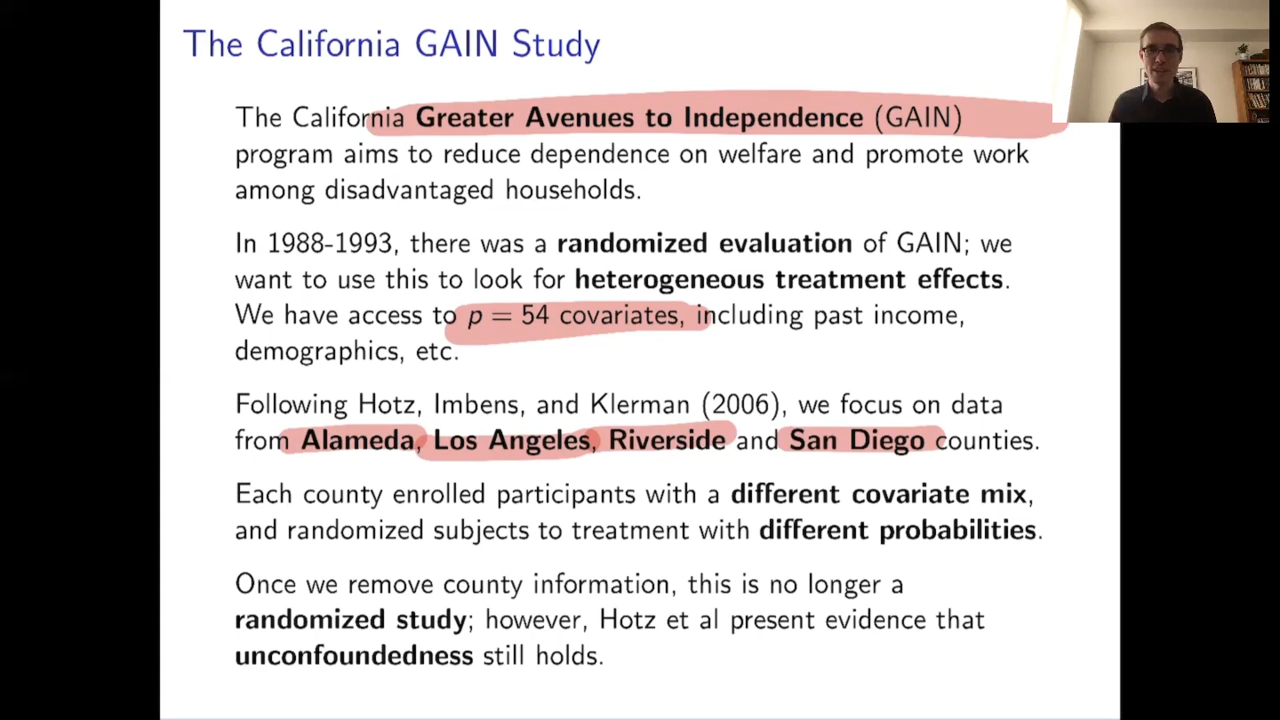 The California GAIN Study
The California Greater Avenues to Independence (GAIN)
program aims to reduce dependence on welfare and promote work
among disadvantaged households.
In 1988-1993, there was a randomized evaluation of GAIN; we
want to use this to look for heterogeneous treatment effects.
We have access to p = 54 covariates, including past income,
demographics, etc.
Following Hotz, Imbens, and Klerman (2006), we focus on data
from Alameda, Los Angeles, Riverside and San Diego counties.
Each county enrolled participants with a different covariate mix,
and randomized subjects to treatment with different probabilities.
Once we remove county information, this is no longer a
randomized study; however, Hotz et al present evidence that
unconfoundedness still holds.